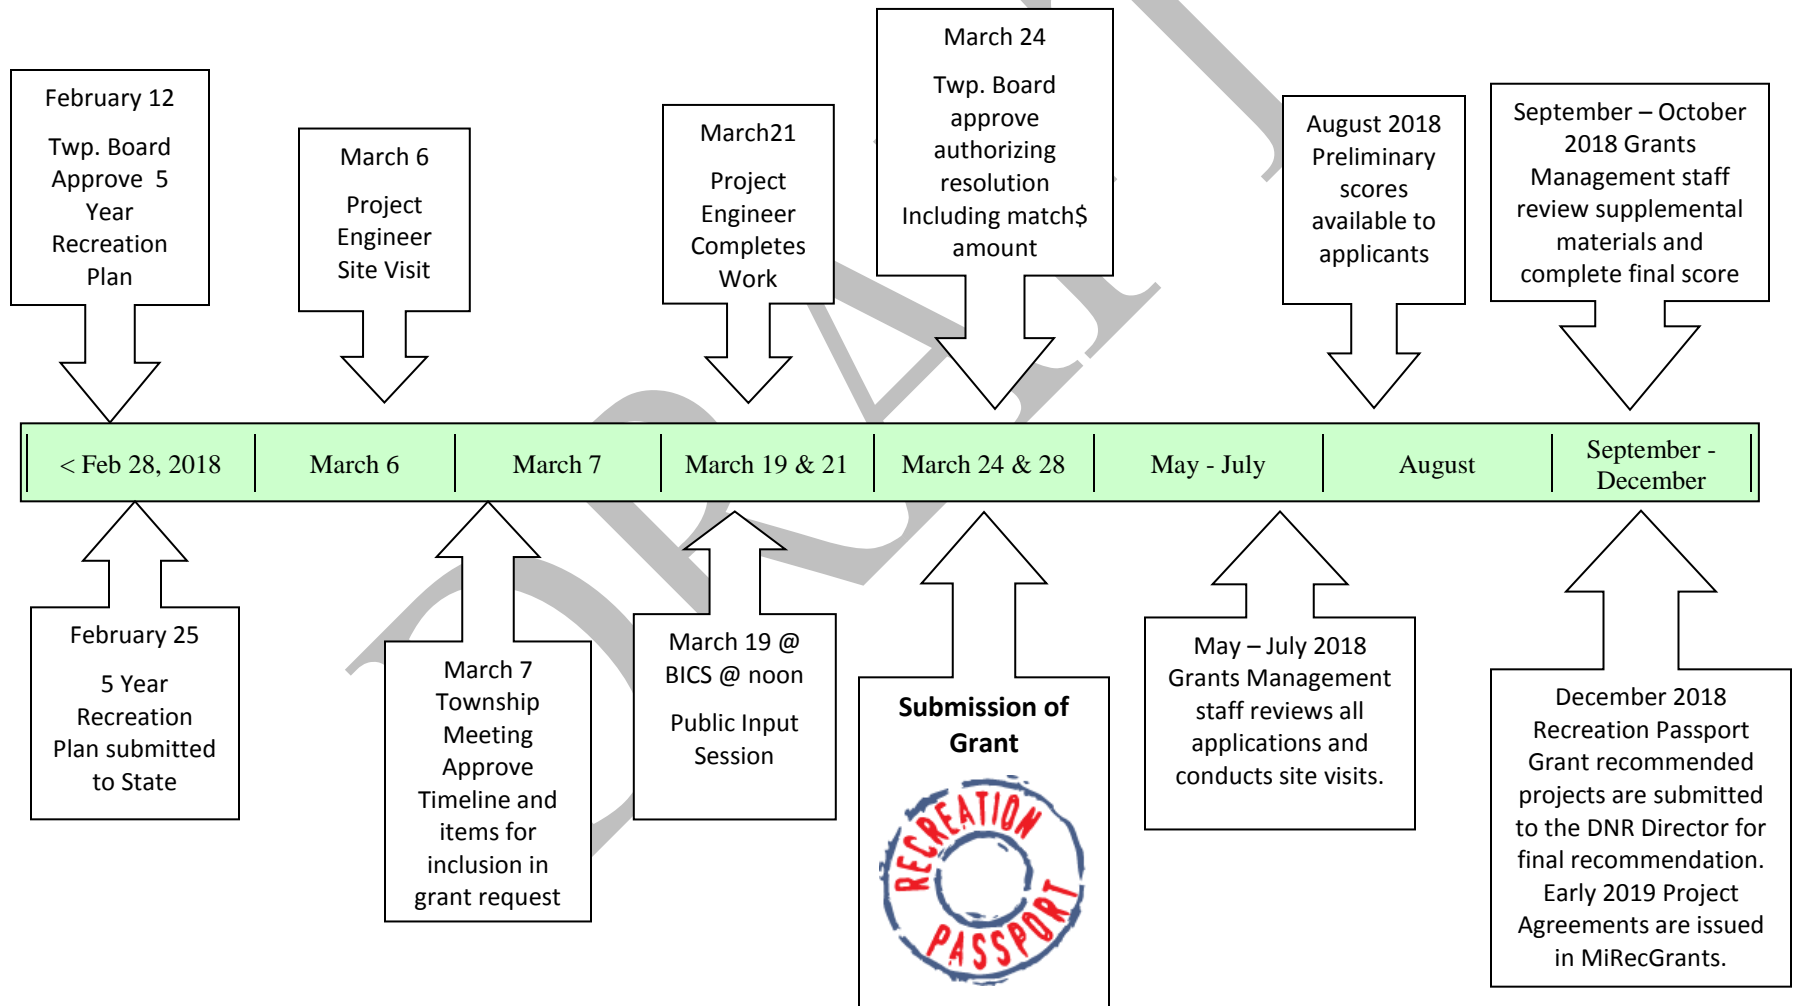 February 12
Twp. Board
Approve 5
Year
Recreation
Plan
March 6
Project
Engineer
Site Visit
March21
Project
Engineer
Completes
Work
March 24
Twp. Board
approve
authorizing
resolution
Including match$
amount
August 2018
Preliminary
scores
available to
applicants
September – October
2018 Grants
Management staff
review supplemental
materials and
complete final score
< Feb 28, 2018
March 6
March 7
March 19 & 21
March 24 & 28
May - July
August
September -
December
February 25
5 Year
Recreation
Plan submitted
to State
March 7
Township
Meeting
Approve
Timeline and
items for
inclusion in
grant request
March 19 @
BICS @ noon
Public Input
Session
Submission of
Grant
RECREATION
PASSPORT
May – July 2018
Grants Management
staff reviews all
applications and
conducts site visits.
December 2018
Recreation Passport
Grant recommended
projects are submitted
to the DNR Director for
final recommendation.
Early 2019 Project
Agreements are issued
in MiRecGrants.
DRAFT